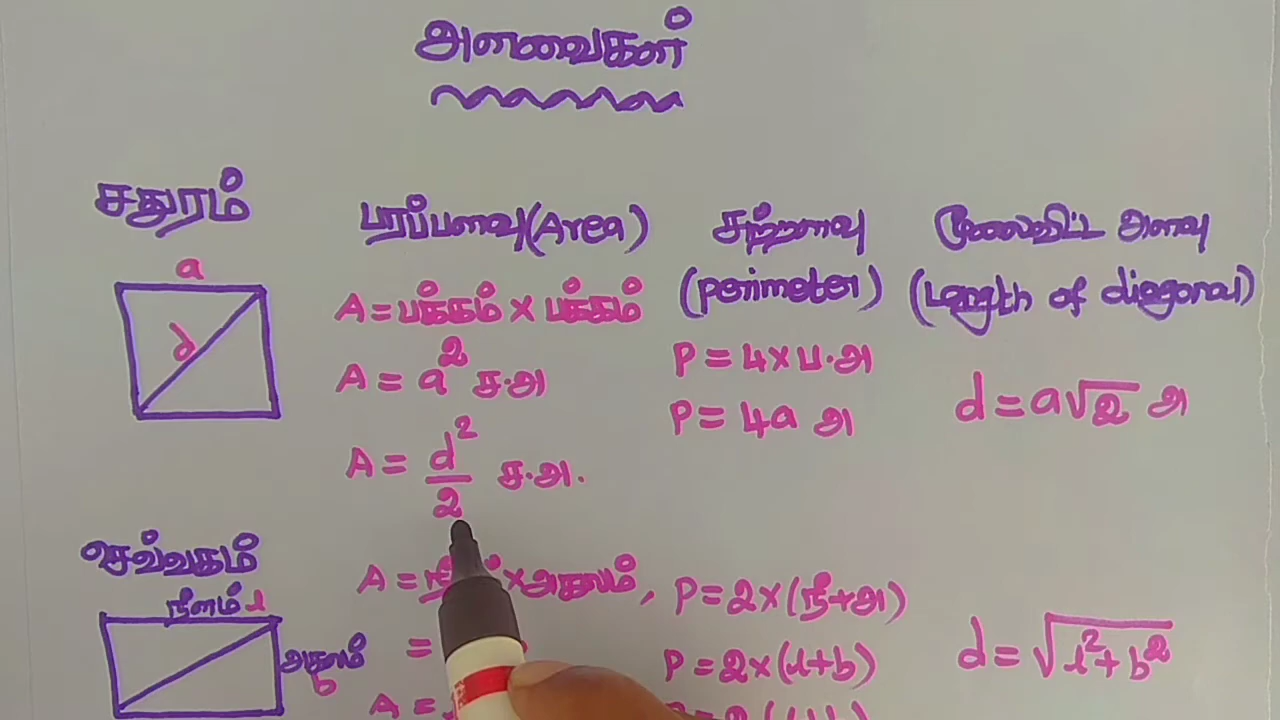 அளவைகள்
சதுரம்
பரப்பளவு (Area)
சுற்றளவு
(perimeter)
மூலைவிட்ட அளவு
(Length of diagonal)
a
d
A = பக்கம் × பக்கம்
A = a² ச.அ
A = d²/2 ச.அ.
P = 4 × ப.அ
P = 4a அ
d = a√2 அ
செவ்வகம்
நீளம் l
அகலம்
b
A = × அகலம்,
=
A =
P = 2 × (நீ + அ)
P = 2 × (l + b)
d = √l² + b²